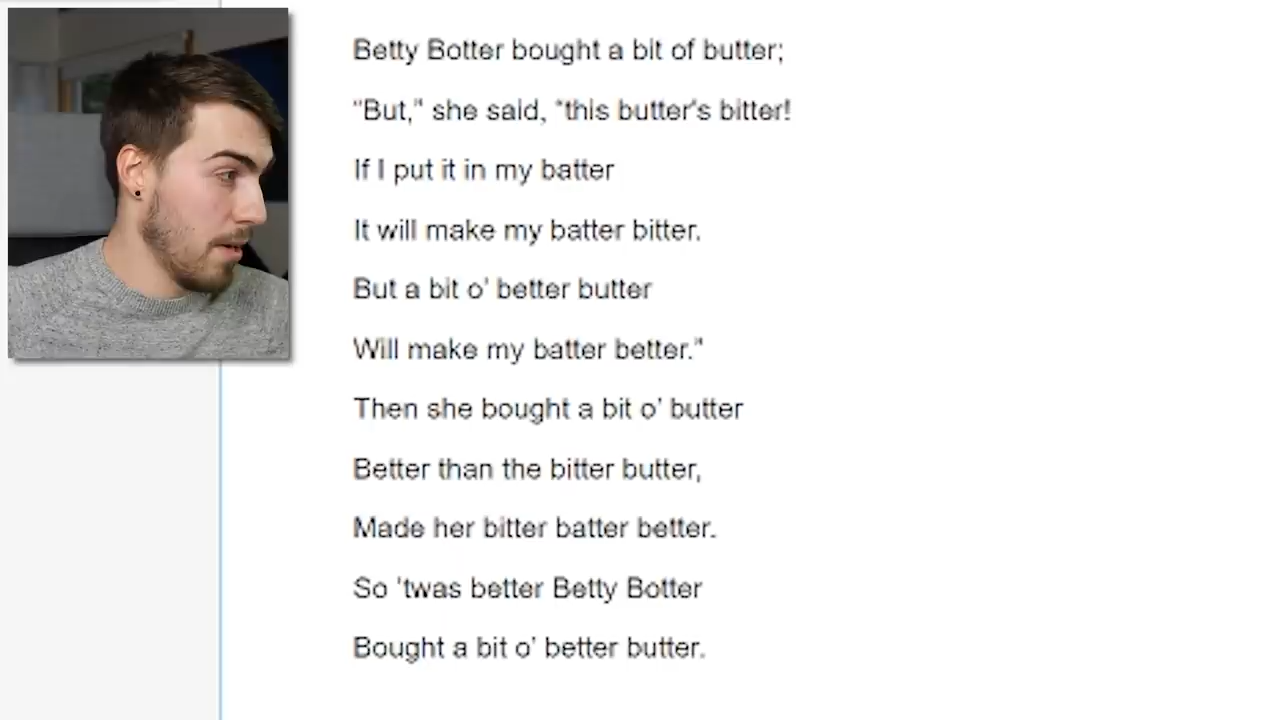 Betty Botter bought a bit of butter;
“But,” she said, “this butter's bitter!
If I put it in my batter
It will make my batter bitter.
But a bit o’ better butter
Will make my batter better.”
Then she bought a bit o’ butter
Better than the bitter butter,
Made her bitter batter better.
So ’twas better Betty Botter
Bought a bit o’ better butter.